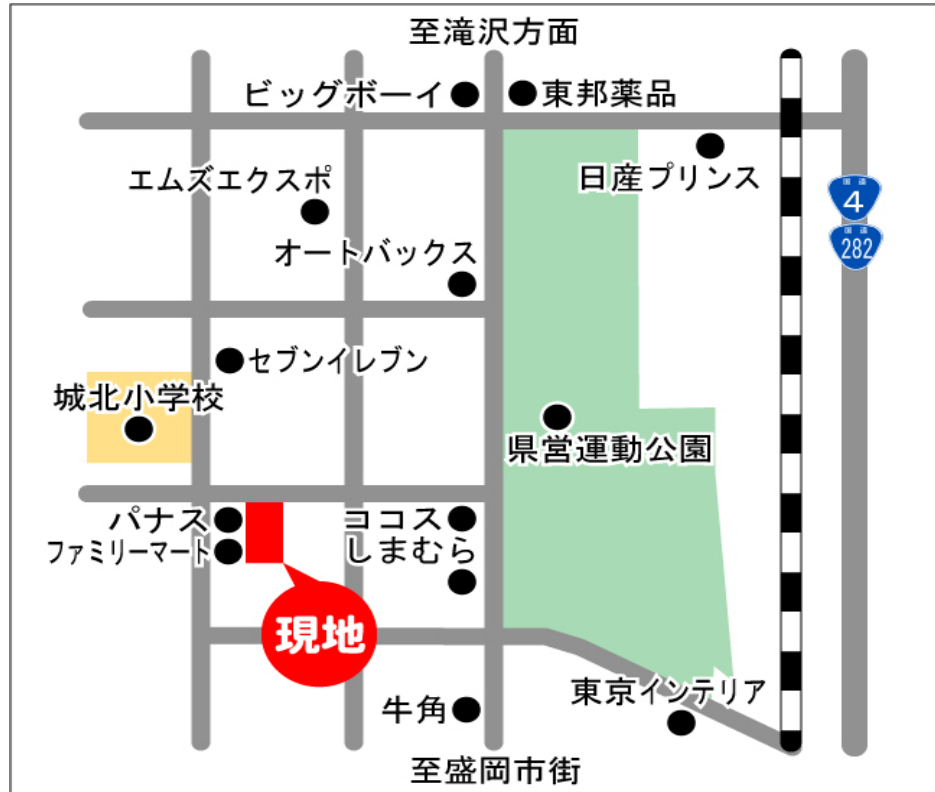 至滝沢方面
ビッグボーイ
東邦薬品
エムズエクスポ
日産プリンス
国道
4
国道
282
オートバックス
セブンイレブン
城北小学校
県営運動公園
パナス
ココス
ファミリーマート
しまむら
現地
東京インテリア
牛角
至盛岡市街